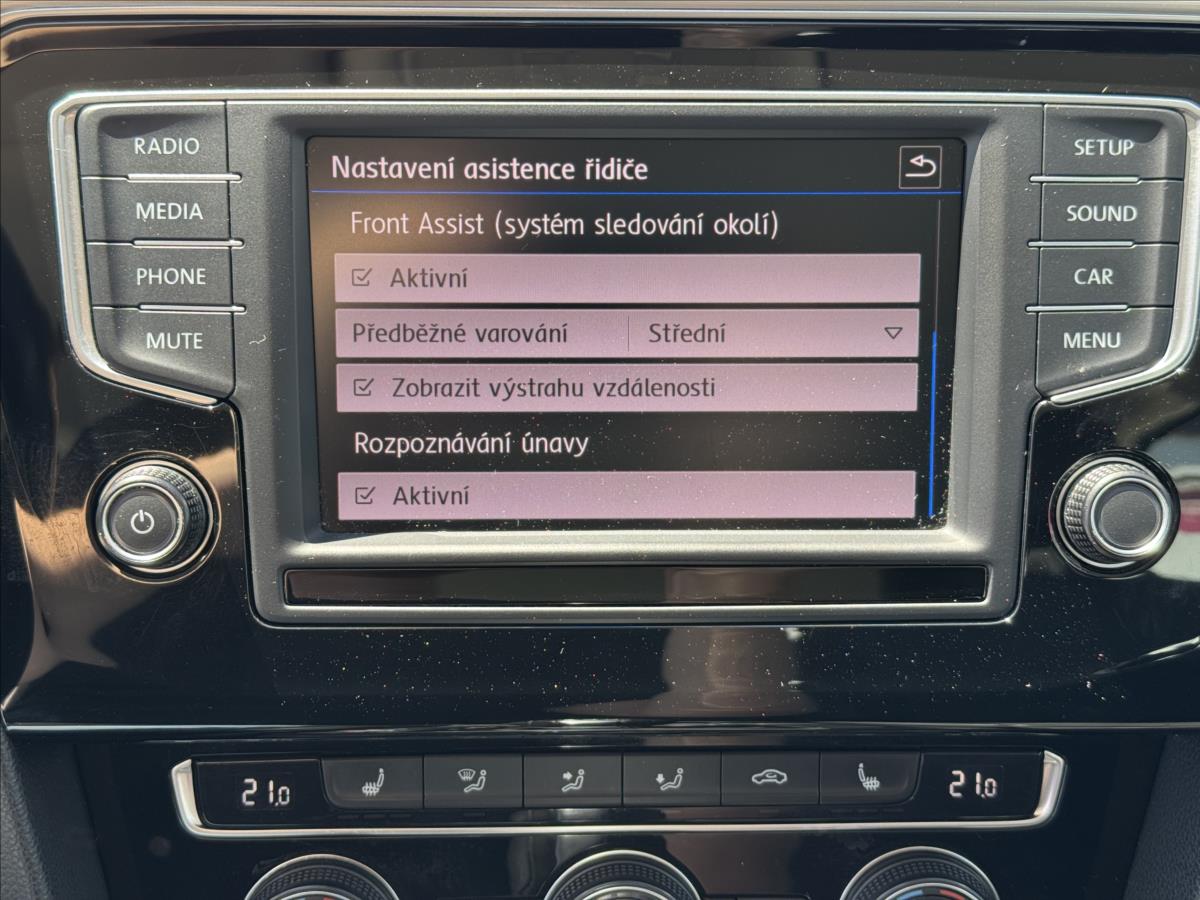 RADIO
MEDIA
PHONE
MUTE
Nastavení asistence řidiče
Front Assist (systém sledování okolí)
Aktivní
Předběžné varování Střední
Zobrazit výstrahu vzdálenosti
Rozpoznávání únavy
Aktivní
SETUP
SOUND
CAR
MENU
21.0
21.0